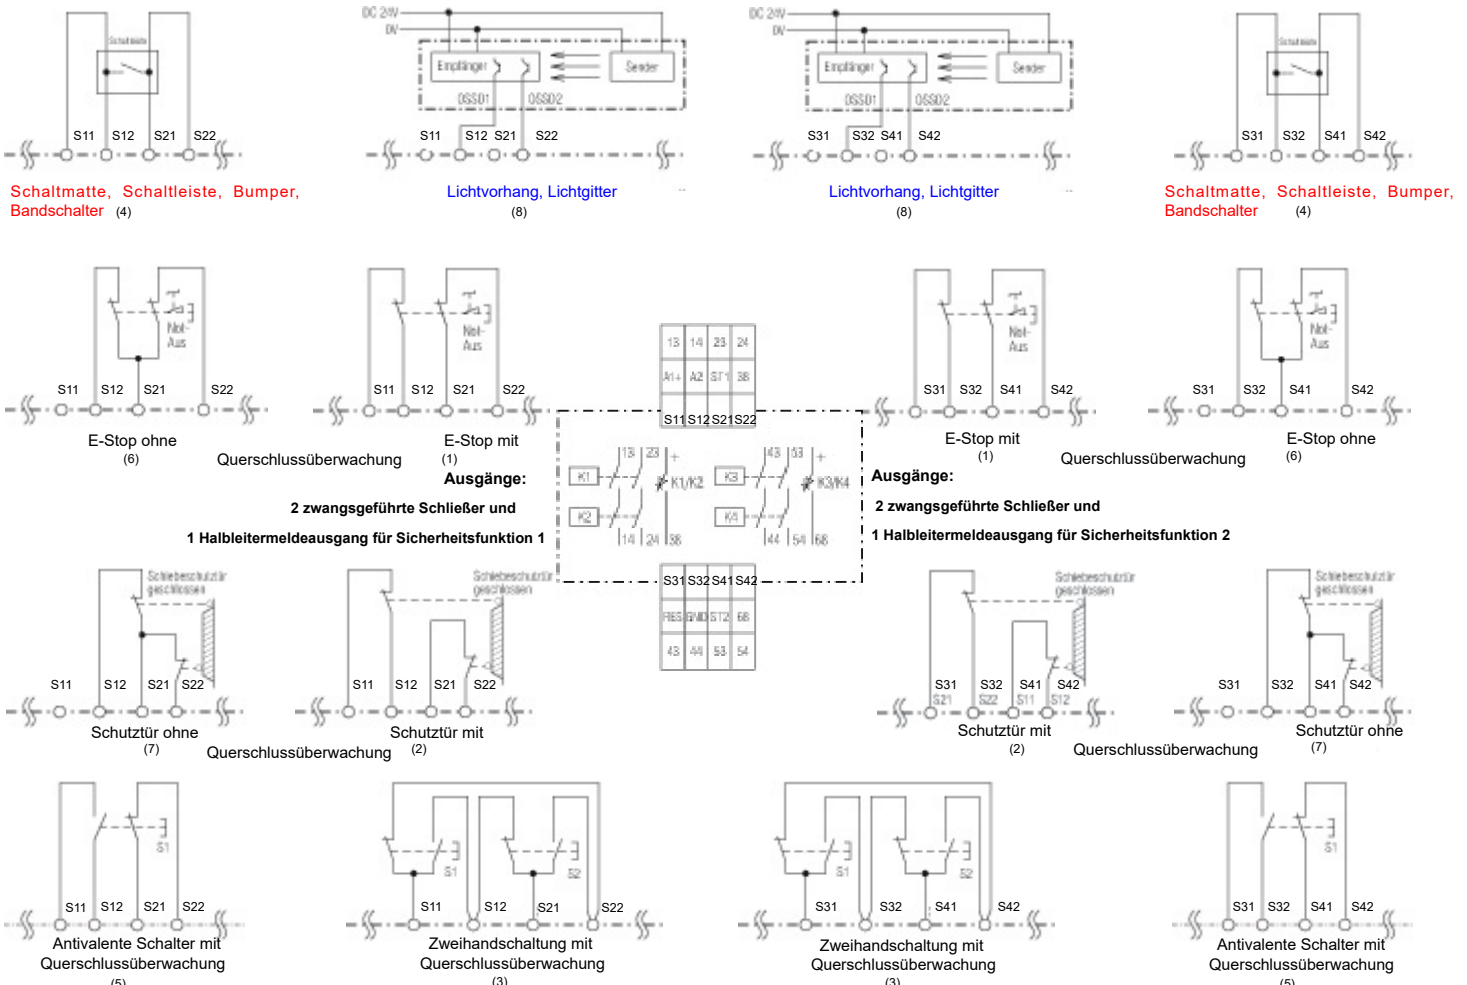 DC 24V
0V
DC 24V
0V
Schaltleiste
Empfänger
Sender
Empfänger
Sender
Schaltleiste
OSSD1 OSSD2
OSSD1 OSSD2
S11 S12 S21 S22
S11 S12 S21 S22
S31 S32 S41 S42
S31 S32 S41 S42
Schaltmatte, Schaltleiste, Bumper,
Bandschalter (4)
Lichtvorhang, Lichtgitter
(8)
Lichtvorhang, Lichtgitter
(8)
Schaltmatte, Schaltleiste, Bumper,
Bandschalter (4)
Not-
Aus
Not-
Aus
Not-
Aus
Not-
Aus
S11 S12 S21 S22
S11 S12 S21 S22
S31 S32 S41 S42
S31 S32 S41 S42
E-Stop ohne
(6)
Querschlussüberwachung
E-Stop mit
(1)
E-Stop mit
(1)
Querschlussüberwachung
E-Stop ohne
(6)
13 14 23 24
A1+ A2 ST1 38
S11 S12 S21 S22
Ausgänge:
2 zwangsgeführte Schließer und
1 Halbleitermeldeausgang für Sicherheitsfunktion 1
13 23 +
K1
K1/K2
K2
14 24 38
43 53 +
K3
K3/K4
K4
44 54 68
Ausgänge:
2 zwangsgeführte Schließer und
1 Halbleitermeldeausgang für Sicherheitsfunktion 2
S31 S32 S41 S42
RES GND ST2 68
43 44 53 54
Schiebeschutztür
geschlossen
Schiebeschutztür
geschlossen
Schiebeschutztür
geschlossen
Schiebeschutztür
geschlossen
S11 S12 S21 S22
S11 S12 S21 S22
S31 S32 S41 S42
S21 S22 S11 S12
S31 S32 S41 S42
Schutztür ohne
(7)
Querschlussüberwachung
Schutztür mit
(2)
Schutztür mit
(2)
Querschlussüberwachung
Schutztür ohne
(7)
S1
S1
S2
S1
S2
S1
S11 S12 S21 S22
S11 S12 S21 S22
S31 S32 S41 S42
S31 S32 S41 S42
Antivalente Schalter mit
Querschlussüberwachung
(5)
Zweihandschaltung mit
Querschlussüberwachung
(3)
Zweihandschaltung mit
Querschlussüberwachung
(3)
Antivalente Schalter mit
Querschlussüberwachung
(5)